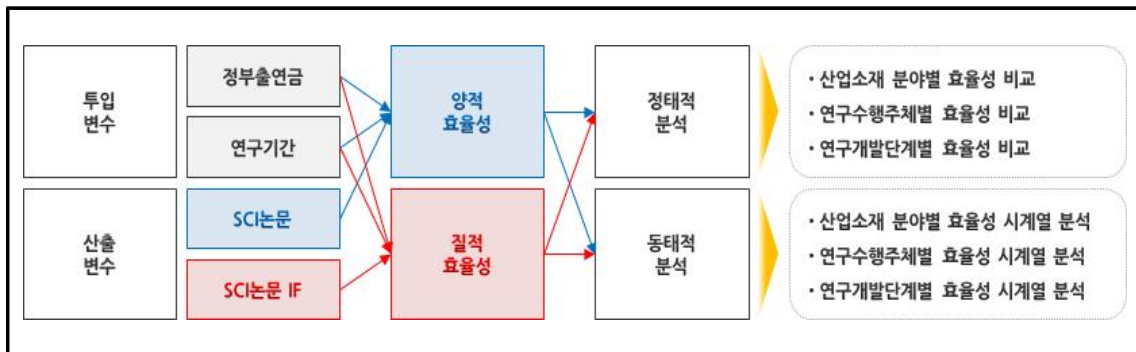 투입
변수
정부출연금
연구기간
산출
변수
SCI논문
SCI논문 IF
양적
효율성
질적
효율성
정태적
분석
동태적
분석
• 산업소재 분야별 효율성 비교
• 연구수행주체별 효율성 비교
• 연구개발단계별 효율성 비교
• 산업소재 분야별 효율성 시계열 분석
• 연구수행주체별 효율성 시계열 분석
• 연구개발단계별 효율성 시계열 분석